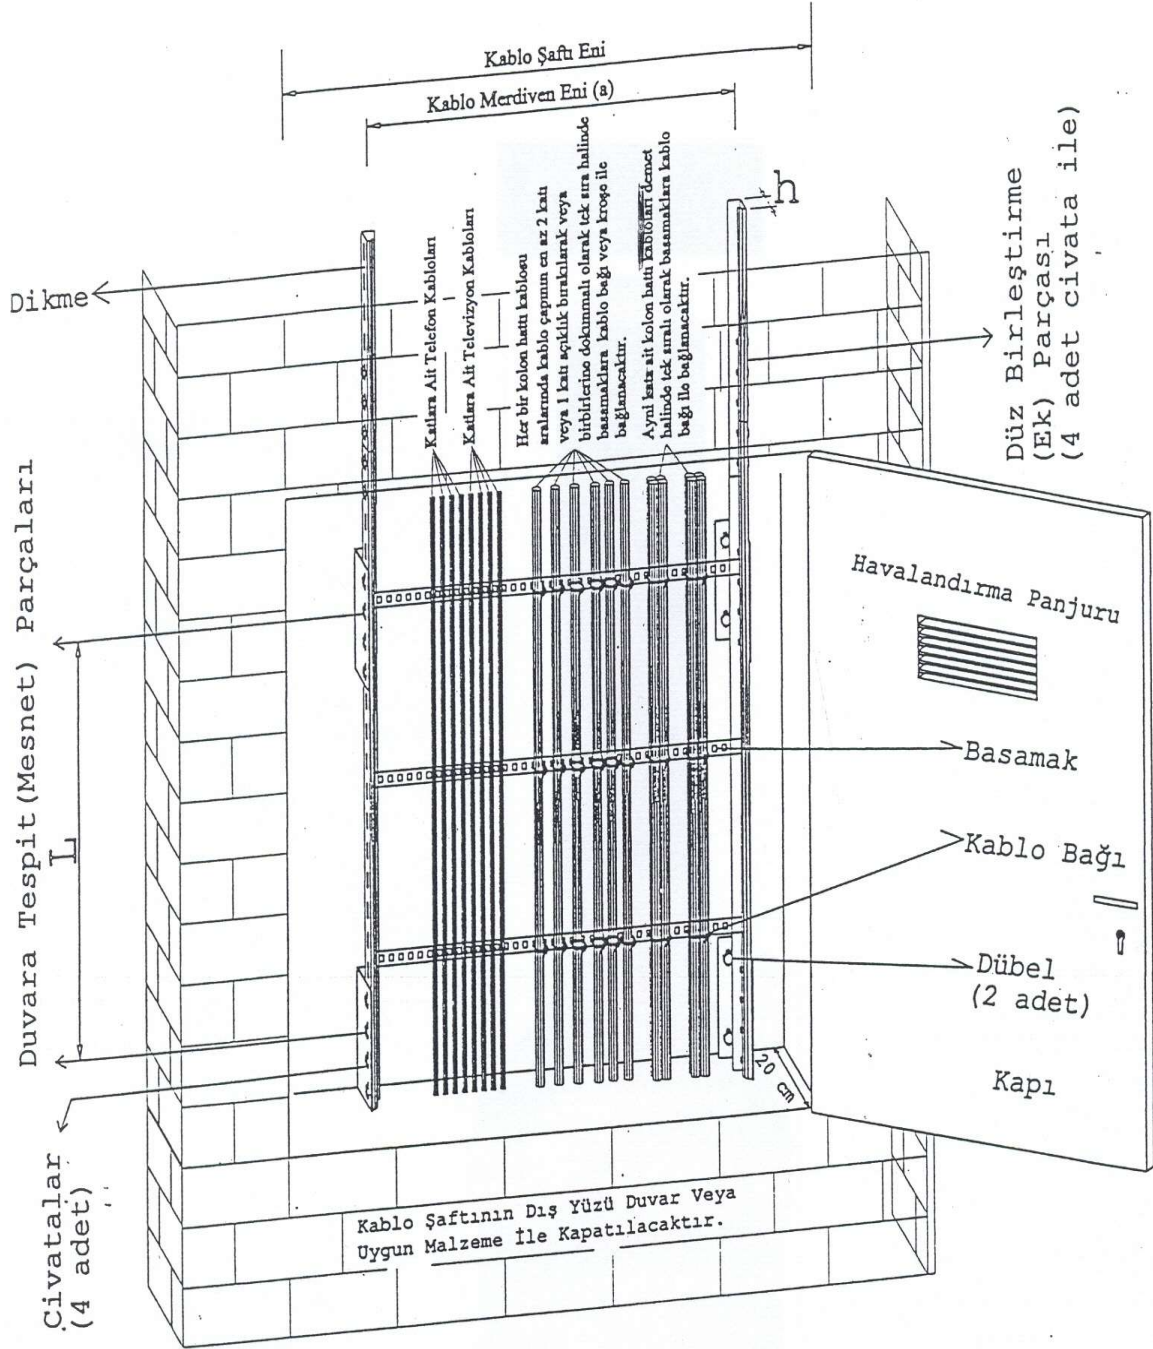 Kablo Şaftı Eni
Kablo Merdiven Eni (a)
Dikme
h
Katlara Ait Telefon Kabloları
Katlara Ait Televizyon Kabloları
Her bir kolon hattı kablosu
aralarında kablo çapının en az 2 katı
veya 1 katı açıklık bırakılarak veya
birbirlerine dokunmalı olarak tek sıra halinde
basamaklara kablo bağı veya kroşe ile
bağlanacaktır.
Aynı kata ait kolon hattı kabloları demet
halinde tek sıralı olarak basamaklara kablo
bağı ile bağlanacaktır.
Düz Birleştirme
(Ek) Parçası
(4 adet civata ile)
Duvara Tespit(Mesnet) Parçaları
L
Çivatalar
(4 adet)
Havalandırma Panjuru
Basamak
Kablo Bağı
Dübel
(2 adet)
Kapı
20 cm
Kablo Şaftının Dış Yüzü Duvar Veya
Uygun Malzeme İle Kapatılacaktır.